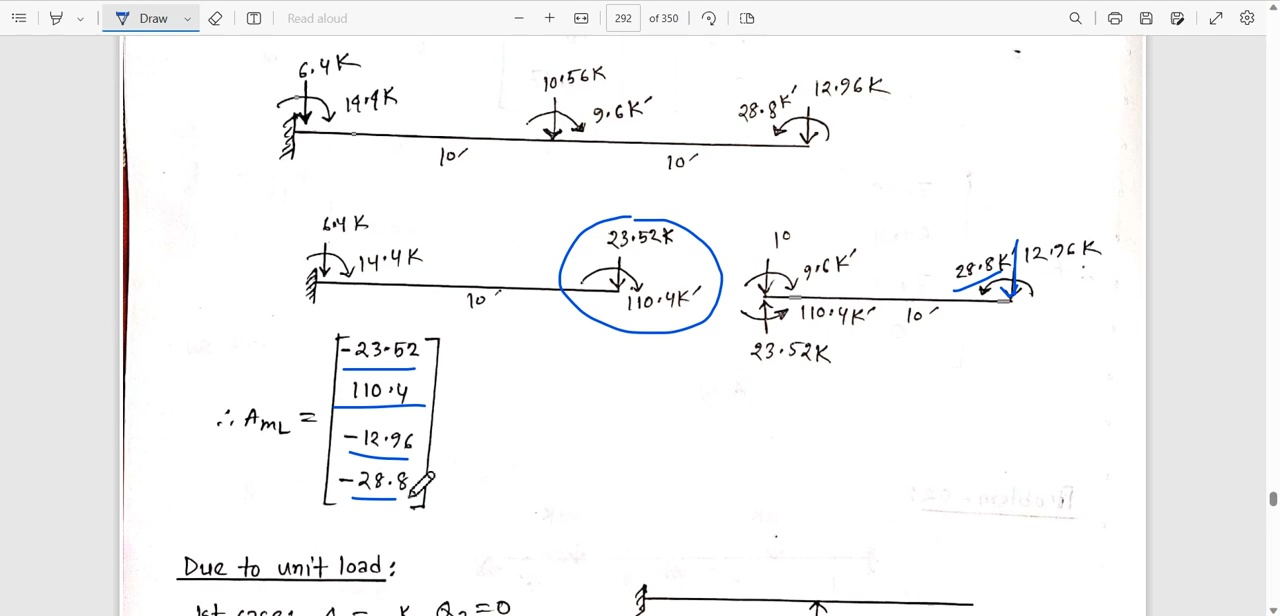 Draw
Read aloud
292 of 350
6.4K
14.4K
10.56K
9.6K'
28.8K'
12.96K
10'
10'
6.4K
14.4K
23.52K
110.4K'
10'
10
9.6K'
110.4K'
23.52K
28.8K'
12.96K
10'
∴ AmL =
-23.52
110.4
-12.96
-28.8
Due to unit load: